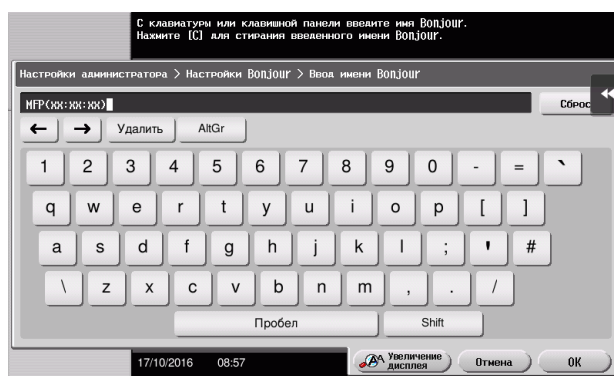 С клавиатуры или клавишной панели введите имя Bonjour.
Нажмите [C] для стирания введенного имени Bonjour.
Настройки администратора > Настройки Bonjour > Ввод имени Bonjour
MFP(xx:xx:xx)
Сброс
← → Удалить AltGr
1 2 3 4 5 6 7 8 9 0 - = `
q w e r t y u i o p [ ]
a s d f g h j k l ; ' #
\ z x c v b n m , . /
Пробел Shift
17/10/2016 08:57 Увеличение дисплея Отмена OK